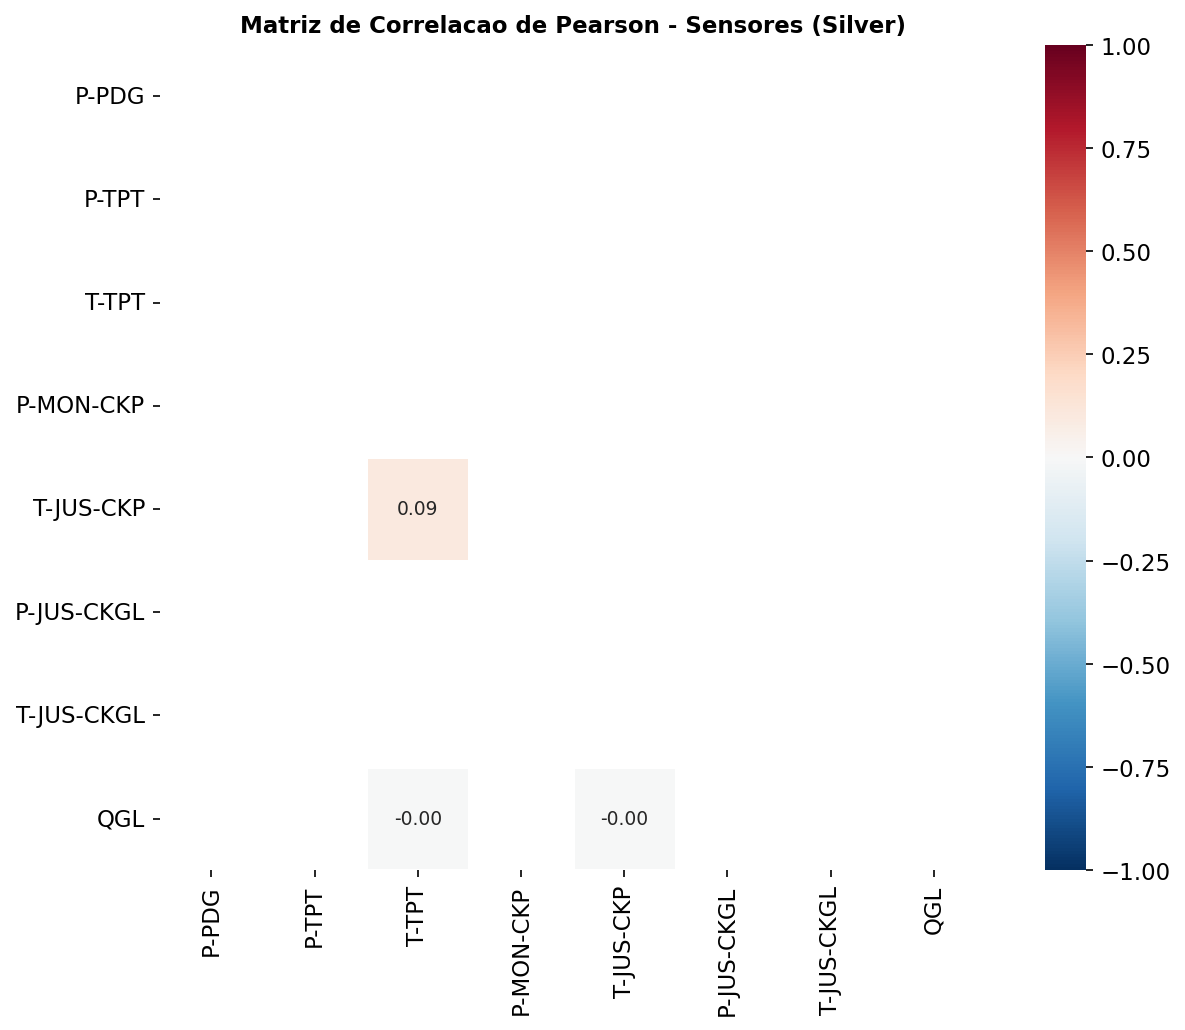 Matriz de Correlacao de Pearson - Sensores (Silver)
P-PDG
P-TPT
T-TPT
P-MON-CKP
T-JUS-CKP
P-JUS-CKGL
T-JUS-CKGL
QGL
0.09
-0.00
-0.00
P-PDG
P-TPT
T-TPT
P-MON-CKP
T-JUS-CKP
P-JUS-CKGL
T-JUS-CKGL
QGL
1.00
0.75
0.50
0.25
0.00
−0.25
−0.50
−0.75
−1.00